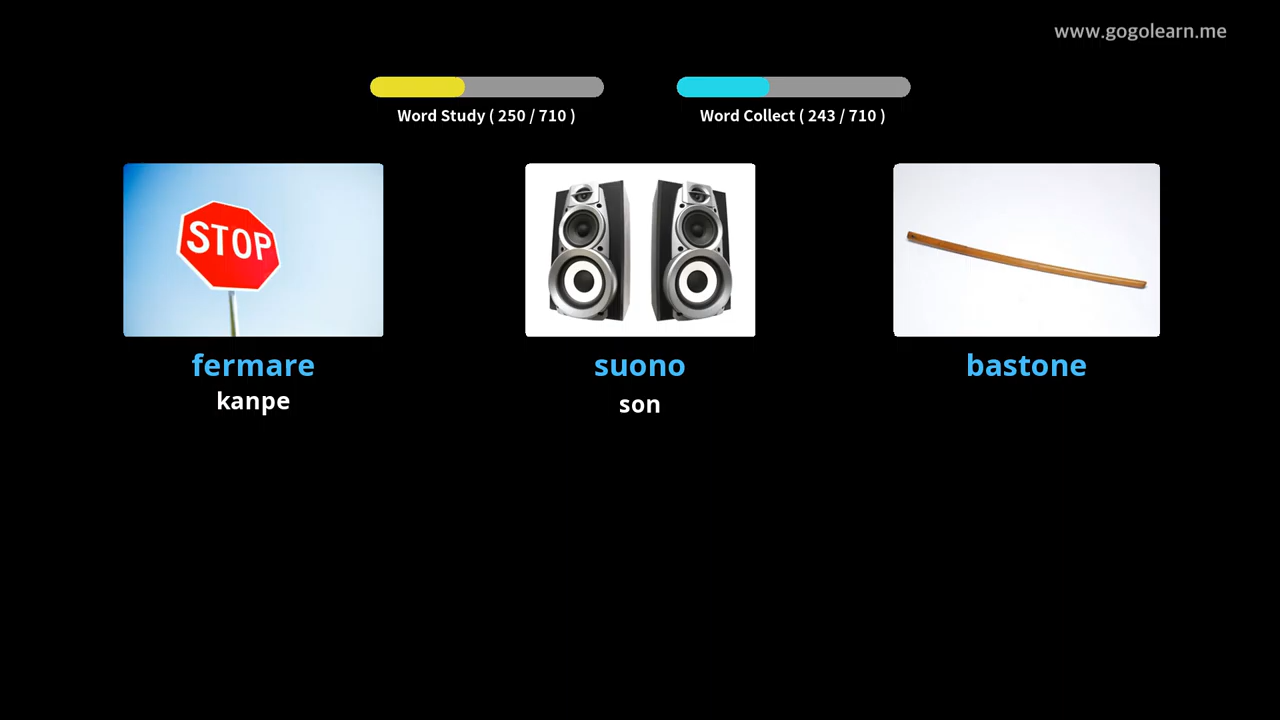 www.gogolearn.me
Word Study ( 250 / 710 )
Word Collect ( 243 / 710 )
STOP
fermare
kanpe
suono
son
bastone